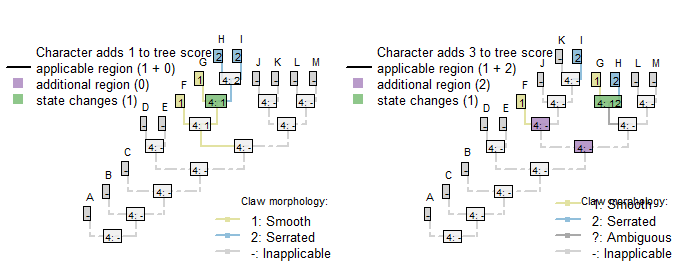 H I
Character adds 1 to tree score
G J K L M
applicable region (1 + 0)
1 4: 2 - - - -
additional region (0)
F
state changes (1)
1 4: 1 4: - 4: -
D E
- - 4: 1 4: -
C
4: - 4: -
B
- 4: -
A
- 4: -
- 4: -
4: -
Claw morphology:
1: Smooth
2: Serrated
-: Inapplicable
K I
Character adds 3 to tree score
J G H L M
applicable region (1 + 2)
- 4: - 1 2 - -
additional region (2)
F
state changes (1)
1 4: - 4: 12 4: -
D E
- - 4: - 4: -
B
4: - 4: -
C
- 4: -
A
- 4: -
- 4: -
4: -
Claw morphology:
1: Smooth
2: Serrated
?: Ambiguous
-: Inapplicable